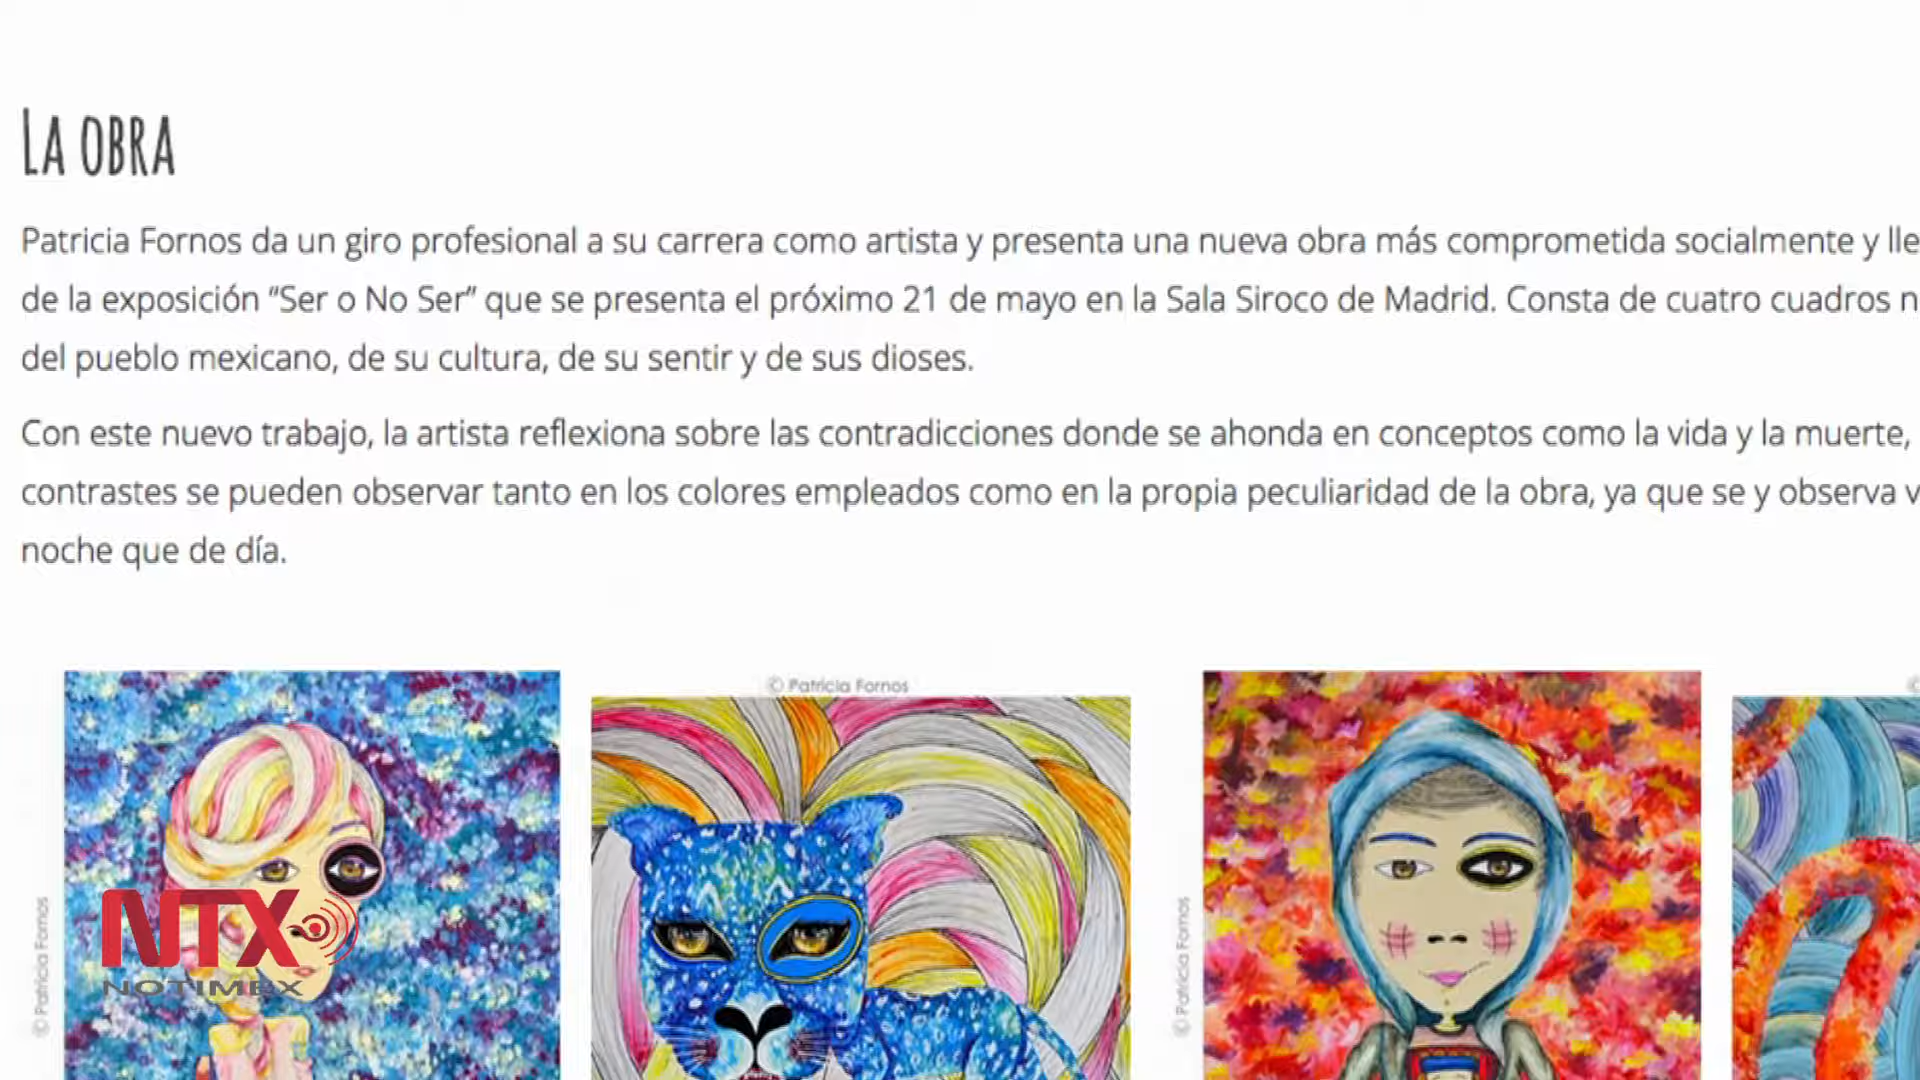 LA OBRA
Patricia Fornos da un giro profesional a su carrera como artista y presenta una nueva obra más comprometida socialmente y lle
de la exposición "Ser o No Ser" que se presenta el próximo 21 de mayo en la Sala Siroco de Madrid. Consta de cuatro cuadros n
del pueblo mexicano, de su cultura, de su sentir y de sus dioses.
Con este nuevo trabajo, la artista reflexiona sobre las contradicciones donde se ahonda en conceptos como la vida y la muerte,
contrastes se pueden observar tanto en los colores empleados como en la propia peculiaridad de la obra, ya que se y observa v
noche que de día.
© Patricia Fornos
© Patricia Fornos
© Patricia Fornos
NTX
NOTIMEX